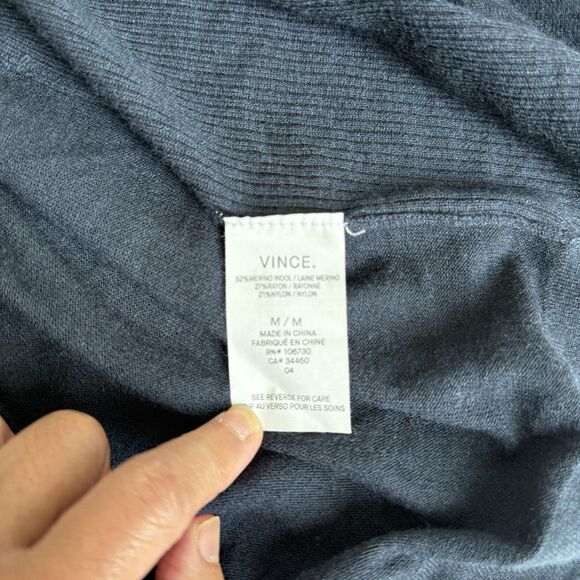 VINCE.
52%MERINO WOOL / LAINE MERINO
27%RAYON / RAYONNE
21%NYLON / NYLON
M / M
MADE IN CHINA
FABRIQUÉ EN CHINE
RN# 106730
CA# 34460
04
SEE REVERSE FOR CARE
AU VERSO POUR LES SOINS